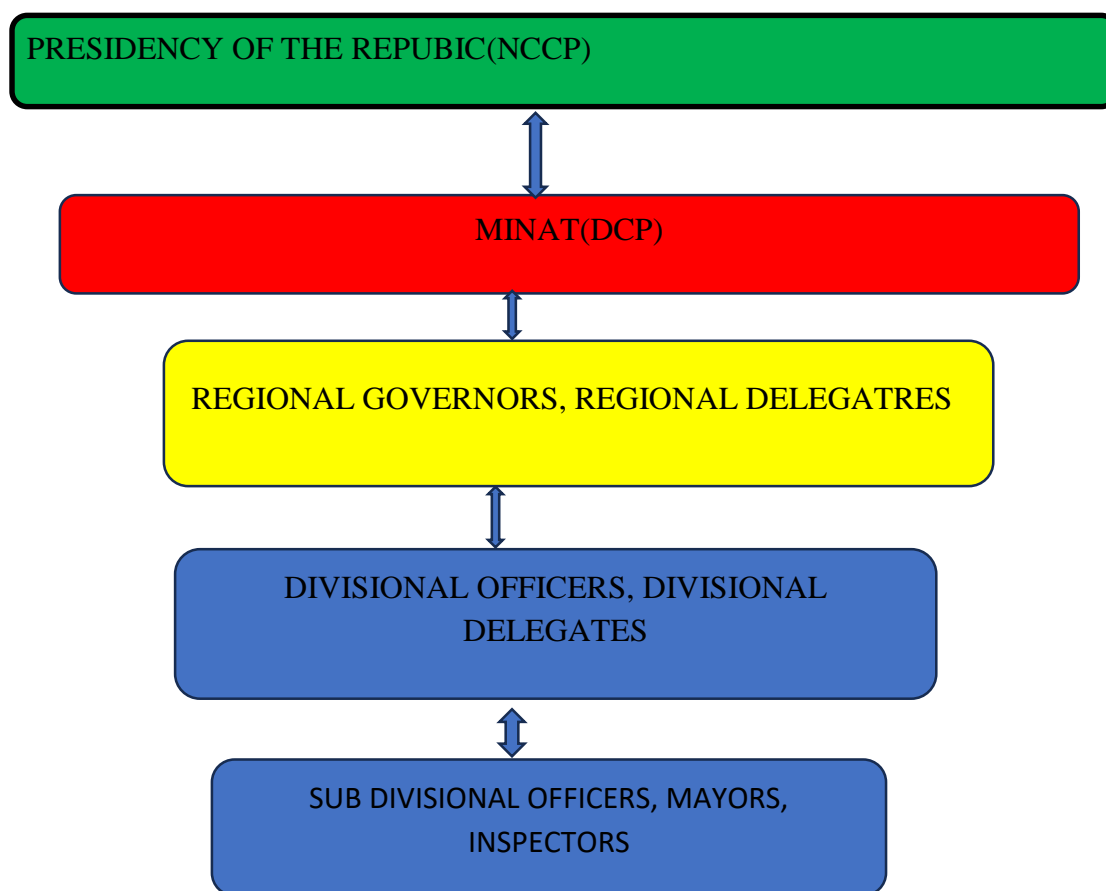 PRESIDENCY OF THE REPUBIC(NCCP)
MINAT(DCP)
REGIONAL GOVERNORS, REGIONAL DELEGATRES
DIVISIONAL OFFICERS, DIVISIONAL
DELEGATES
SUB DIVISIONAL OFFICERS, MAYORS,
INSPECTORS